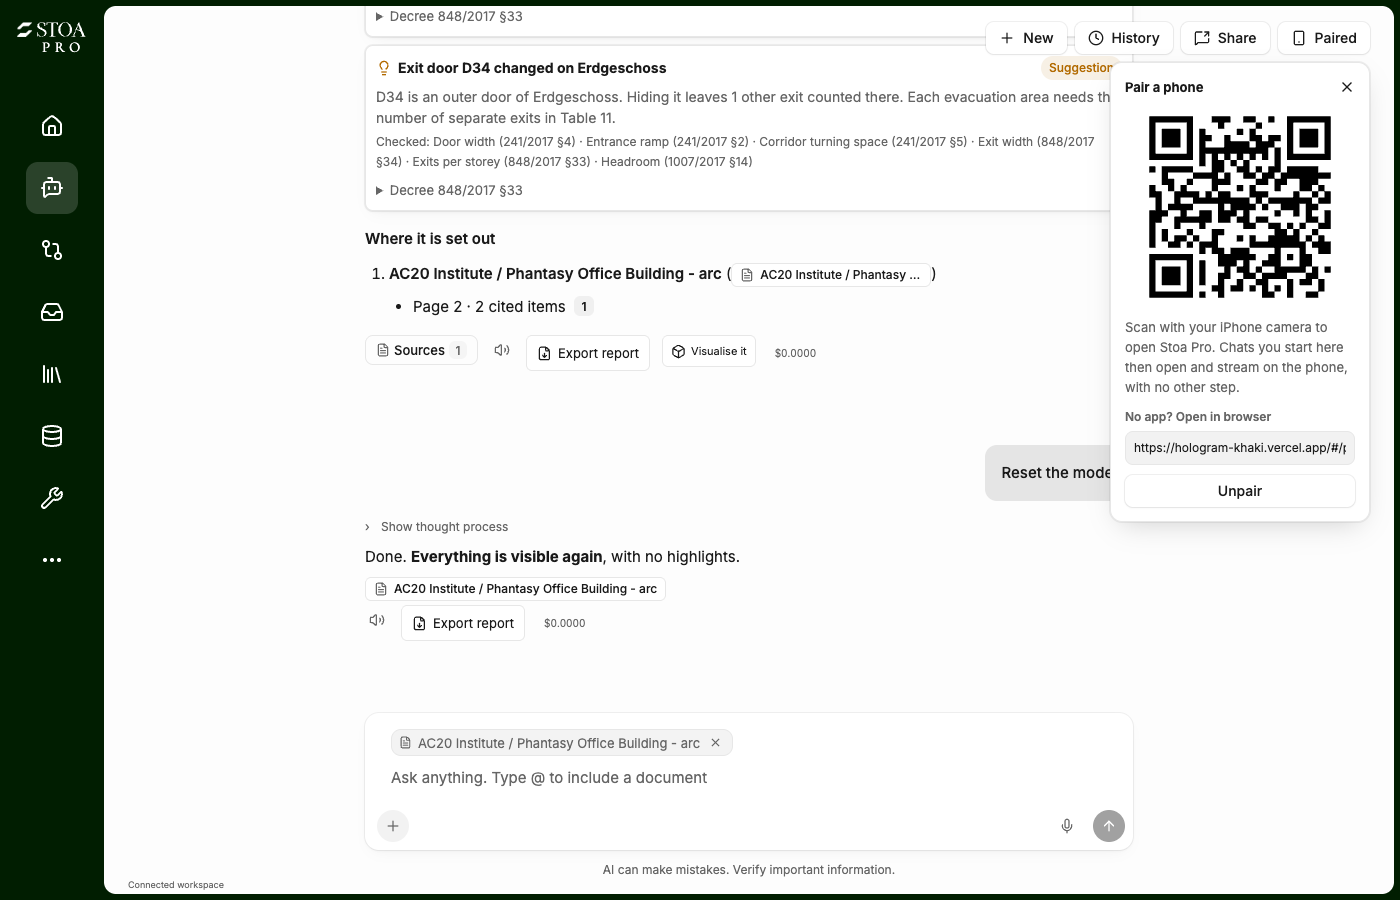 STOA
PRO
Decree 848/2017 §33
New
History
Share
Paired
Exit door D34 changed on Erdgeschoss
Suggestion
D34 is an outer door of Erdgeschoss. Hiding it leaves 1 other exit counted there. Each evacuation area needs th
number of separate exits in Table 11.
Checked: Door width (241/2017 §4) · Entrance ramp (241/2017 §2) · Corridor turning space (241/2017 §5) · Exit width (848/2017
§34) · Exits per storey (848/2017 §33) · Headroom (1007/2017 §14)
Decree 848/2017 §33
Pair a phone
Scan with your iPhone camera to
open Stoa Pro. Chats you start here
then open and stream on the phone,
with no other step.
No app? Open in browser
https://hologram-khaki.vercel.app/#/p
Unpair
Where it is set out
1. AC20 Institute / Phantasy Office Building - arc (AC20 Institute / Phantasy ...)
• Page 2 · 2 cited items 1
Sources 1
Export report
Visualise it
$0.0000
Reset the mode
Show thought process
Done. Everything is visible again, with no highlights.
AC20 Institute / Phantasy Office Building - arc
Export report
$0.0000
AC20 Institute / Phantasy Office Building - arc
Ask anything. Type @ to include a document
AI can make mistakes. Verify important information.
Connected workspace